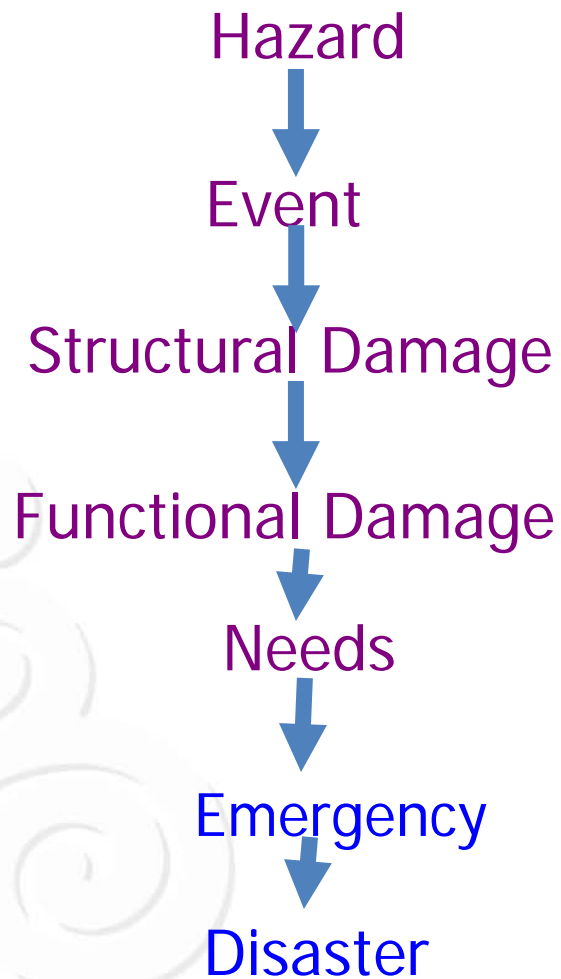 Hazard
Event
Structural Damage
Functional Damage
Needs
Emergency
Disaster